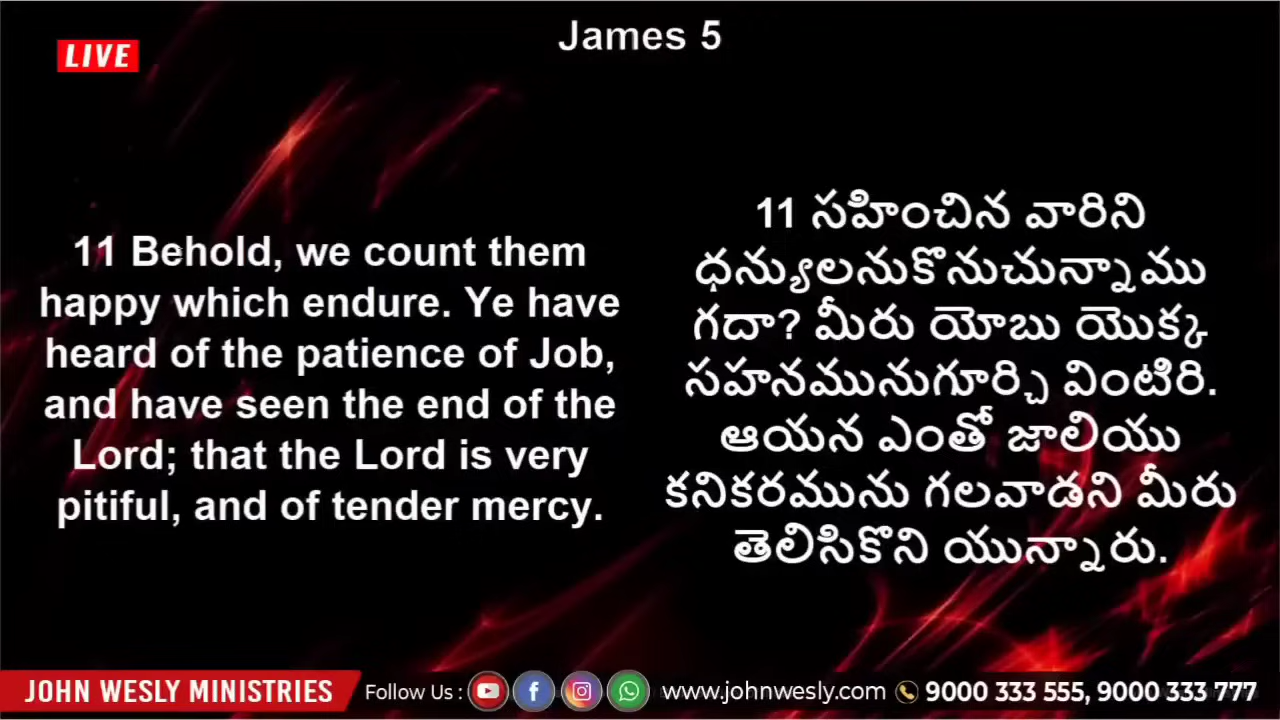 James 5
LIVE
11 Behold, we count them
happy which endure. Ye have
heard of the patience of Job,
and have seen the end of the
Lord; that the Lord is very
pitiful, and of tender mercy.
11 సహించిన వారిని
ధన్యులనుకొనుచున్నాము
గదా? మీరు యోబు యొక్క
సహనమునుగూర్చి వింటిరి.
ఆయన ఎంతో జాలియు
కనికరమును గలవాడని మీరు
తెలిసికొని యున్నారు.
JOHN WESLY MINISTRIES
Follow Us :
www.johnwesly.com
9000 333 555, 9000 333 777